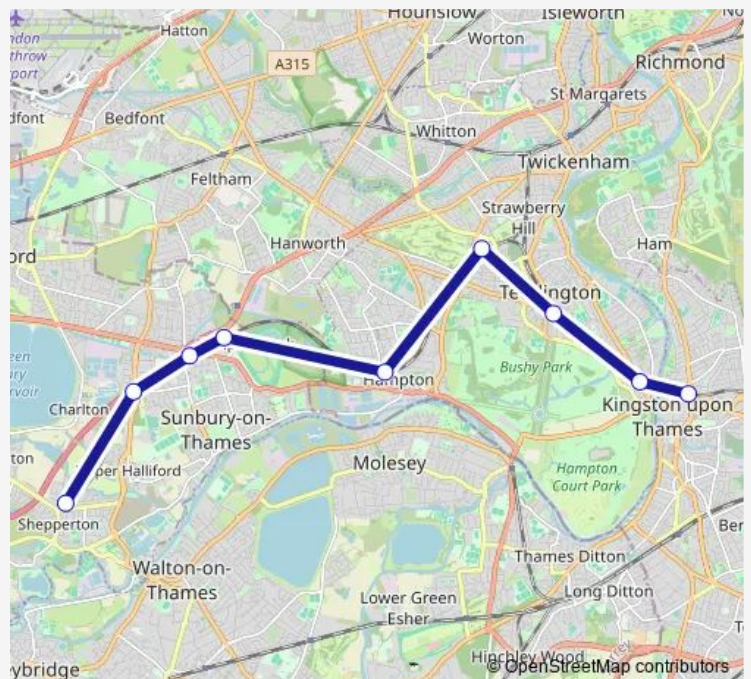 Hounslow
Isleworth
Hatton
Worton
A315
Richmond
St Margarets
Bedfont
Whitton
Twickenham
Feltham
Strawberry
Hill
Hanworth
Ham
Bushy Park
Hampton
Kingston upon
Thames
Charlton
Sunbury-on-
Thames
Molesey
Hampton
Court Park
Shepperton
Walton-on-
Thames
Thames Ditton
Long Ditton
Lower Green
Esher
Hinchley Wood
© OpenStreetMap contributors